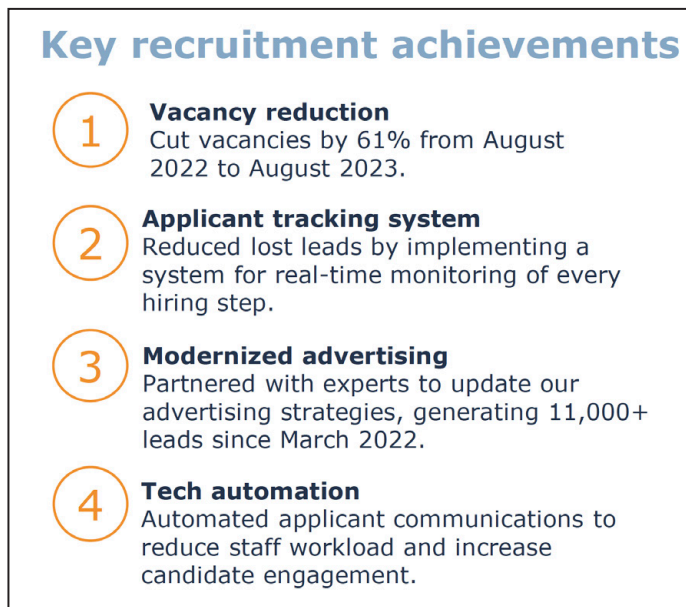 Key recruitment achievements
1
Vacancy reduction
Cut vacancies by 61% from August
2022 to August 2023.
2
Applicant tracking system
Reduced lost leads by implementing a
system for real-time monitoring of every
hiring step.
3
Modernized advertising
Partnered with experts to update our
advertising strategies, generating 11,000+
leads since March 2022.
4
Tech automation
Automated applicant communications to
reduce staff workload and increase
candidate engagement.